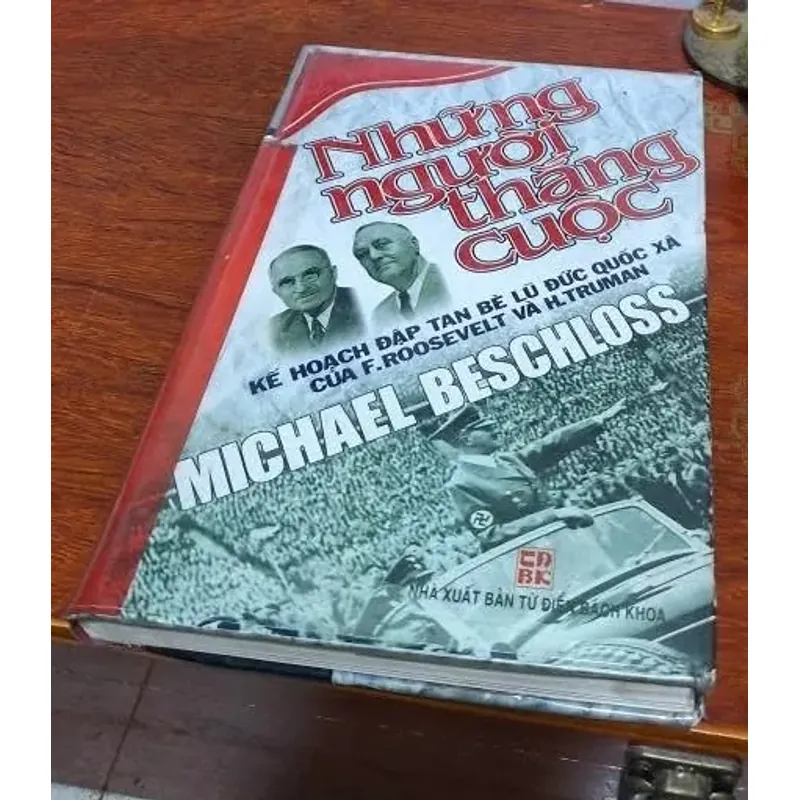 Những
người
thắng
cuộc
KẾ HOẠCH ĐẬP TAN BÈ LŨ ĐỨC QUỐC XÃ
CỦA F.ROOSEVELT VÀ H.TRUMAN
MICHAEL BESCHLOSS
TĐ
BK
NHÀ XUẤT BẢN TỪ ĐIỂN BÁCH KHOA